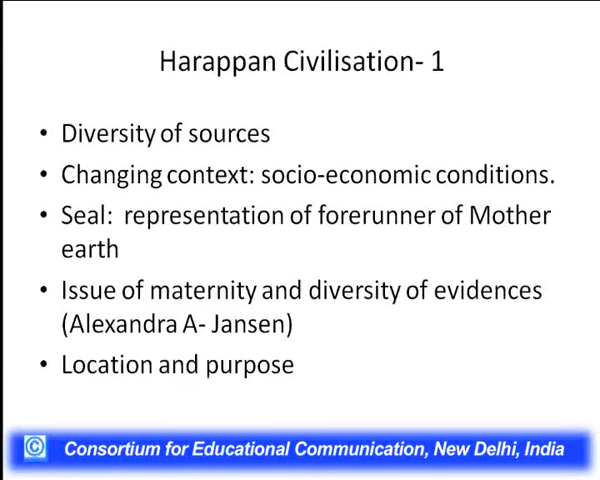 Harappan Civilisation- 1
• Diversity of sources
• Changing context: socio-economic conditions.
• Seal:  representation of forerunner of Mother
earth
• Issue of maternity and diversity of evidences
(Alexandra A- Jansen)
• Location and purpose
© Consortium for Educational Communication, New Delhi, India